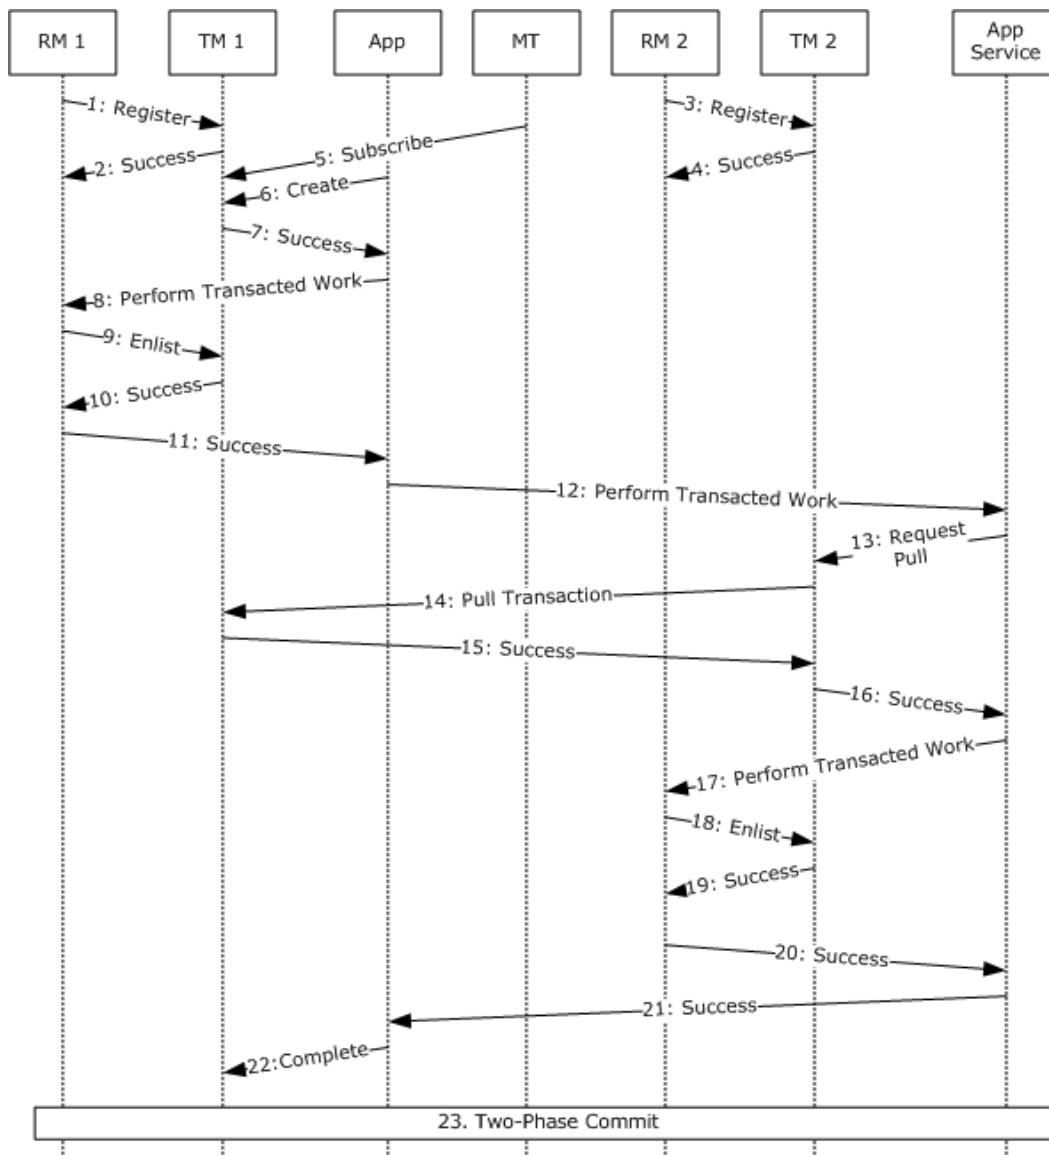 RM 1
TM 1
App
MT
RM 2
TM 2
App
Service
1: Register
3: Register
2: Success
5: Subscribe
4: Success
6: Create
7: Success
8: Perform Transacted Work
9: Enlist
10: Success
11: Success
12: Perform Transacted Work
13: Request
Pull
14: Pull Transaction
15: Success
16: Success
17: Perform Transacted Work
18: Enlist
19: Success
20: Success
21: Success
22:Complete
23. Two-Phase Commit